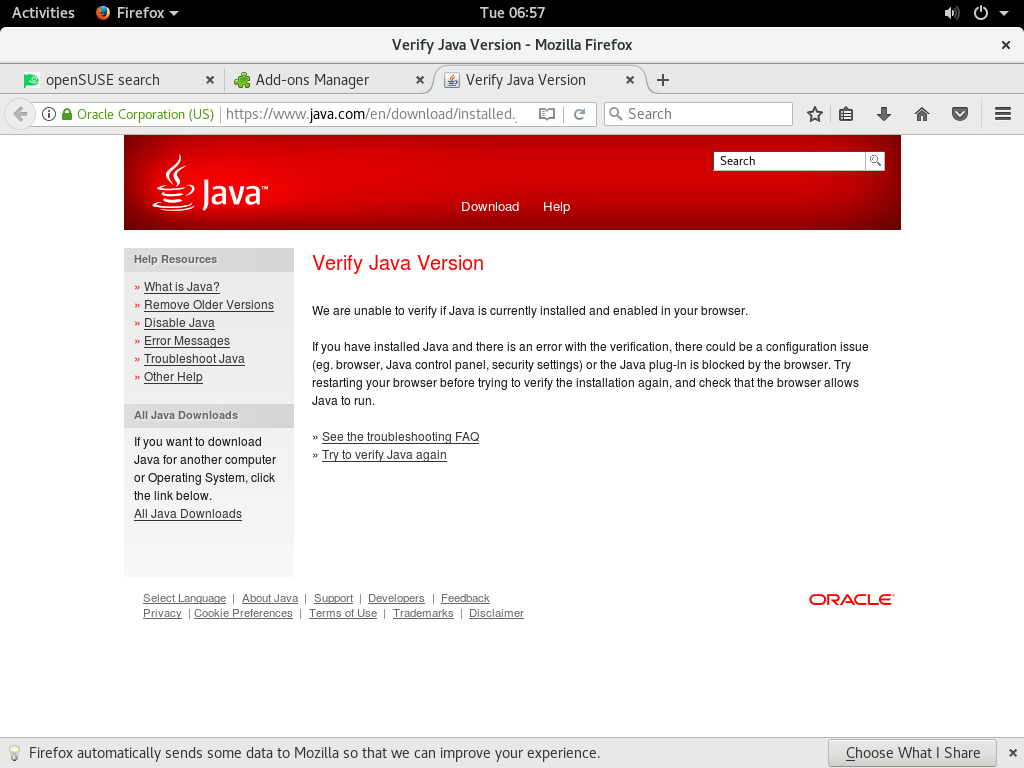 Activities Firefox Tue 06:57
Verify Java Version - Mozilla Firefox
openSUSE search Add-ons Manager Verify Java Version
Oracle Corporation (US) https://www.java.com/en/download/installed. Search
Java™
Search
Download Help
Help Resources
» What is Java?
» Remove Older Versions
» Disable Java
» Error Messages
» Troubleshoot Java
» Other Help
All Java Downloads
If you want to download
Java for another computer
or Operating System, click
the link below.
All Java Downloads
Verify Java Version
We are unable to verify if Java is currently installed and enabled in your browser.
If you have installed Java and there is an error with the verification, there could be a configuration issue
(eg. browser, Java control panel, security settings) or the Java plug-in is blocked by the browser. Try
restarting your browser before trying to verify the installation again, and check that the browser allows
Java to run.
» See the troubleshooting FAQ
» Try to verify Java again
Select Language | About Java | Support | Developers | Feedback
Privacy | Cookie Preferences | Terms of Use | Trademarks | Disclaimer
ORACLE
Firefox automatically sends some data to Mozilla so that we can improve your experience. Choose What I Share